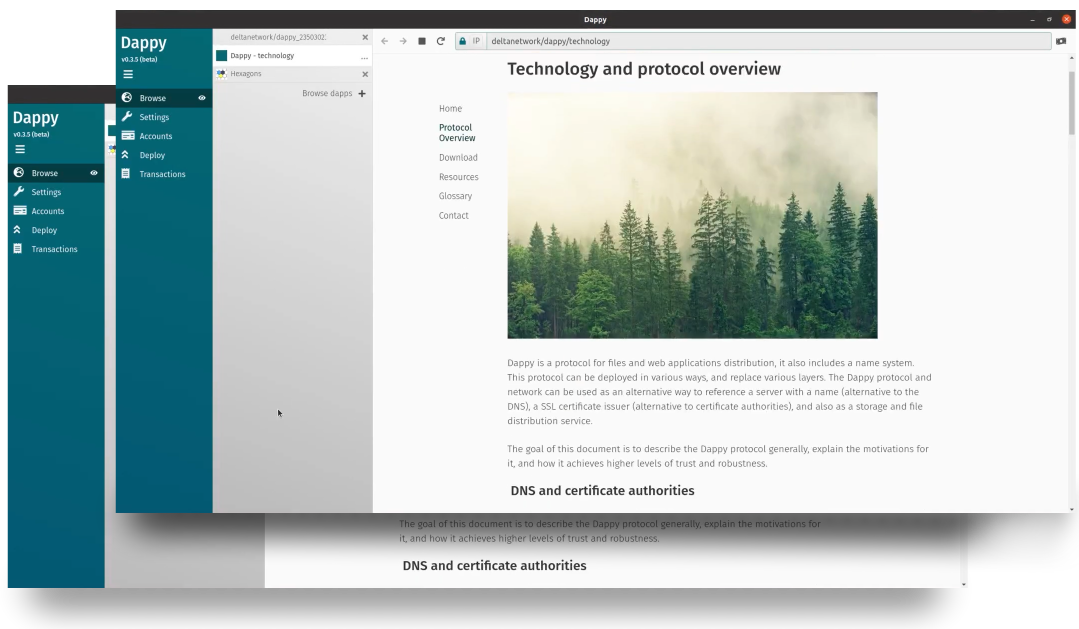 Dappy
Dappy
v0.3.5 (beta)
Browse
Settings
Accounts
Deploy
Transactions
deltanetwork/dappy_2350302:
Dappy - technology
...
Hexagons
Browse dapps +
IP
deltanetwork/dappy/technology
Technology and protocol overview
Home
Protocol
Overview
Download
Resources
Glossary
Contact
Dappy is a protocol for files and web applications distribution, it also includes a name system.
This protocol can be deployed in various ways, and replace various layers. The Dappy protocol and
network can be used as an alternative way to reference a server with a name (alternative to the
DNS), a SSL certificate issuer (alternative to certificate authorities), and also as a storage and file
distribution service.
The goal of this document is to describe the Dappy protocol generally, explain the motivations for
it, and how it achieves higher levels of trust and robustness.
DNS and certificate authorities
Dappy
v0.3.5 (beta)
Browse
Settings
Accounts
Deploy
Transactions
The goal of this document is to describe the Dappy protocol generally, explain the motivations for
it, and how it achieves higher levels of trust and robustness.
DNS and certificate authorities